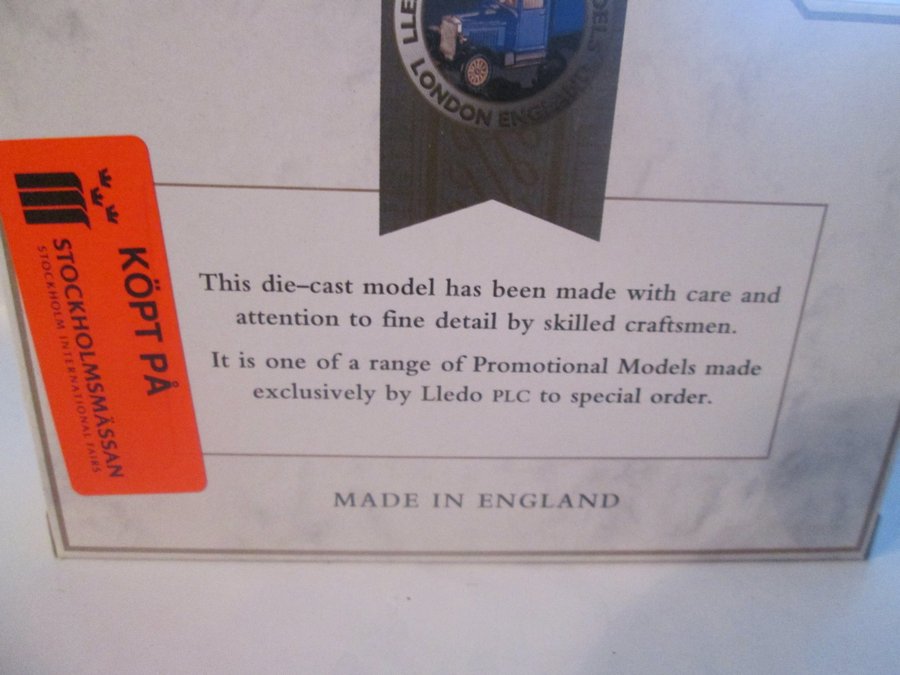 LONDON ENGLAND
This die-cast model has been made with care and
attention to fine detail by skilled craftsmen.
It is one of a range of Promotional Models made
exclusively by Lledo PLC to special order.
MADE IN ENGLAND
KÖPT PÅ
STOCKHOLMSMÄSSAN
STOCKHOLM INTERNATIONAL FAIRS